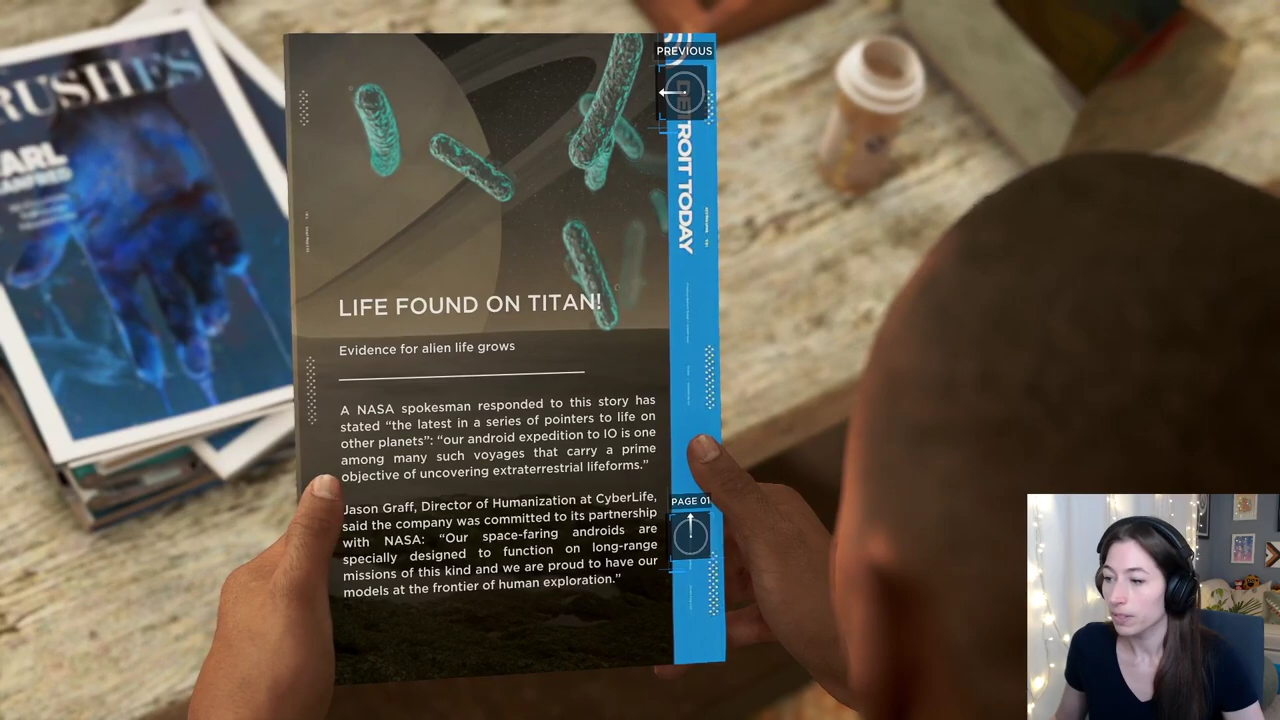 RUSHES
PREVIOUS
DETROIT TODAY
LIFE FOUND ON TITAN!
Evidence for alien life grows
A NASA spokesman responded to this story has
stated “the latest in a series of pointers to life on
other planets”: “our android expedition to IO is one
among many such voyages that carry a prime
objective of uncovering extraterrestrial lifeforms.”
Jason Graff, Director of Humanization at CyberLife,
said the company was committed to its partnership
with NASA: “Our space-faring androids are
specially designed to function on long-range
missions of this kind and we are proud to have our
models at the frontier of human exploration.”
PAGE 01